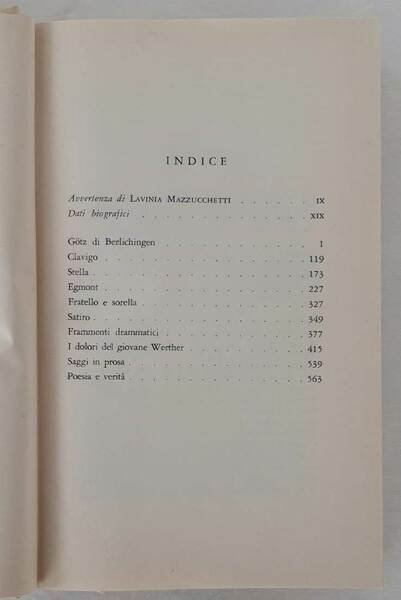 INDICE
Avvertenza di LAVINIA MAZZUCCHETTI . . . . . . IX
Dati biografici . . . . . . . . . . . . XIX
Götz di Berlichingen . . . . . . . . . . . 1
Clavigo . . . . . . . . . . . . . 119
Stella . . . . . . . . . . . . . 173
Egmont . . . . . . . . . . . . . 227
Fratello e sorella . . . . . . . . . . . . 327
Satiro . . . . . . . . . . . . . 349
Frammenti drammatici . . . . . . . . . . 377
I dolori del giovane Werther . . . . . . . . . 415
Saggi in prosa . . . . . . . . . . . . 539
Poesia e verità . . . . . . . . . . . . 563